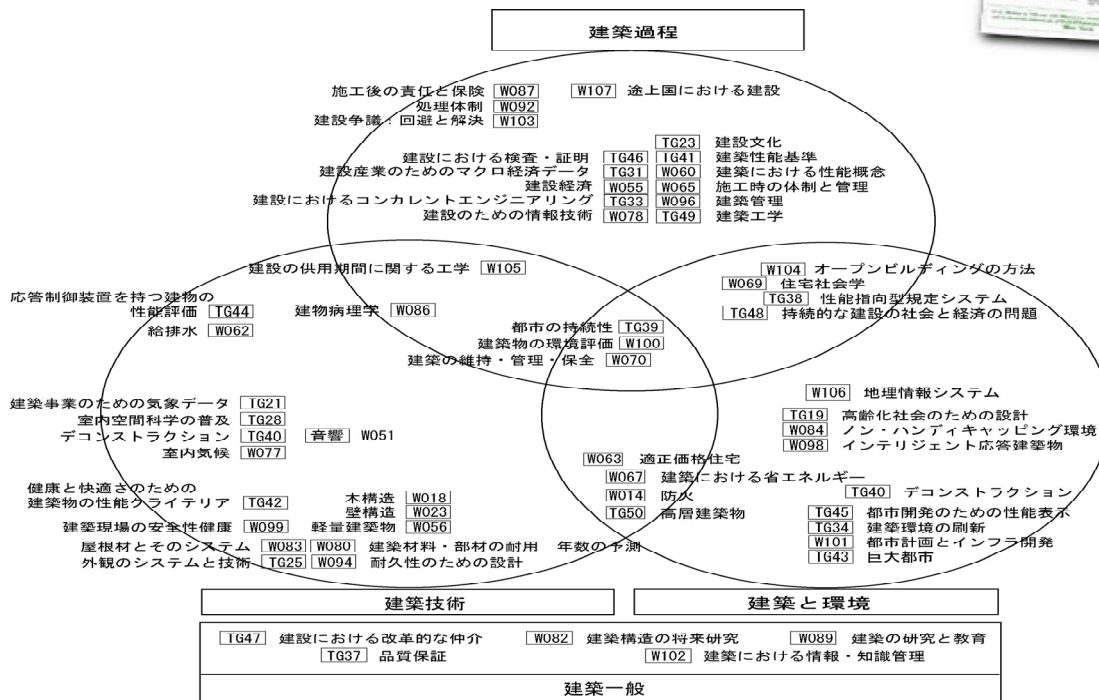 建築過程
施工後の責任と保険 W087 W107 途上国における建設
処理体制 W092
建設争議：回避と解決 W103
TG23 建設文化
建設における検査・証明 TG46 TG41 建築性能基準
建設産業のためのマクロ経済データ TG31 W060 建築における性能概念
建設経済 W055 W065 施工時の体制と管理
建設におけるコンカレントエンジニアリング TG33 W096 建築管理
建設のための情報技術 W078 TG49 建築工学
建設の供用期間に関する工学 W105
W104 オープンビルディングの方法
W069 住宅社会学
TG38 性能指向型規定システム
TG48 持続的な建設の社会と経済の問題
応答制御装置を持つ建物の
性能評価 TG44 建物病理学 W086
給排水 W062
都市の持続性 TG39
建築物の環境評価 W100
建築の維持・管理・保全 W070
建築事業のための気象データ TG21
室内空間科学の普及 TG28
デコンストラクション TG40 音響 W051
室内気候 W077
W106 地理情報システム
TG19 高齢化社会のための設計
W084 ノン・ハンディキャッピング環境
W098 インテリジェント応答建築物
W063 適正価格住宅
W067 建築における省エネルギー
W014 防火
TG50 高層建築物
TG40 デコンストラクション
TG45 都市開発のための性能表示
TG34 建築環境の刷新
W101 都市計画とインフラ開発
TG43 巨大都市
健康と快適さのための
建築物の性能クライテリア TG42 木構造 W018
壁構造 W023
建築現場の安全性健康 W099 軽量建築物 W056
屋根材とそのシステム W083 W080 建築材料・部材の耐用 年数の予測
外観のシステムと技術 TG25 W094 耐久性のための設計
建築技術 建築と環境
TG47 建設における改革的な仲介 W082 建築構造の将来研究 W089 建築の研究と教育
TG37 品質保証 W102 建築における情報・知識管理
建築一般